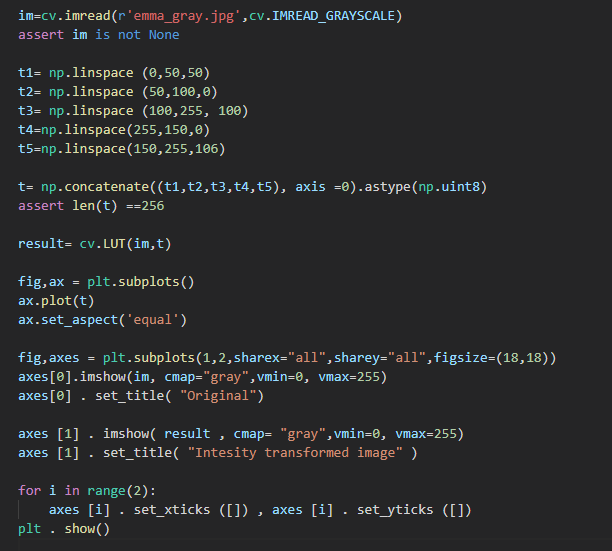 im=cv.imread(r'emma_gray.jpg',cv.IMREAD_GRAYSCALE)
assert im is not None
t1= np.linspace (0,50,50)
t2= np.linspace (50,100,0)
t3= np.linspace (100,255, 100)
t4=np.linspace(255,150,0)
t5=np.linspace(150,255,106)
t= np.concatenate((t1,t2,t3,t4,t5), axis =0).astype(np.uint8)
assert len(t) ==256
result= cv.LUT(im,t)
fig,ax = plt.subplots()
ax.plot(t)
ax.set_aspect('equal')
fig,axes = plt.subplots(1,2,sharex="all",sharey="all",figsize=(18,18))
axes[0].imshow(im, cmap="gray",vmin=0, vmax=255)
axes[0] . set_title( "Original")
axes [1] . imshow( result , cmap= "gray",vmin=0, vmax=255)
axes [1] . set_title( "Intesity transformed image" )
for i in range(2):
    axes [i] . set_xticks ([]) , axes [i] . set_yticks ([])
plt . show()